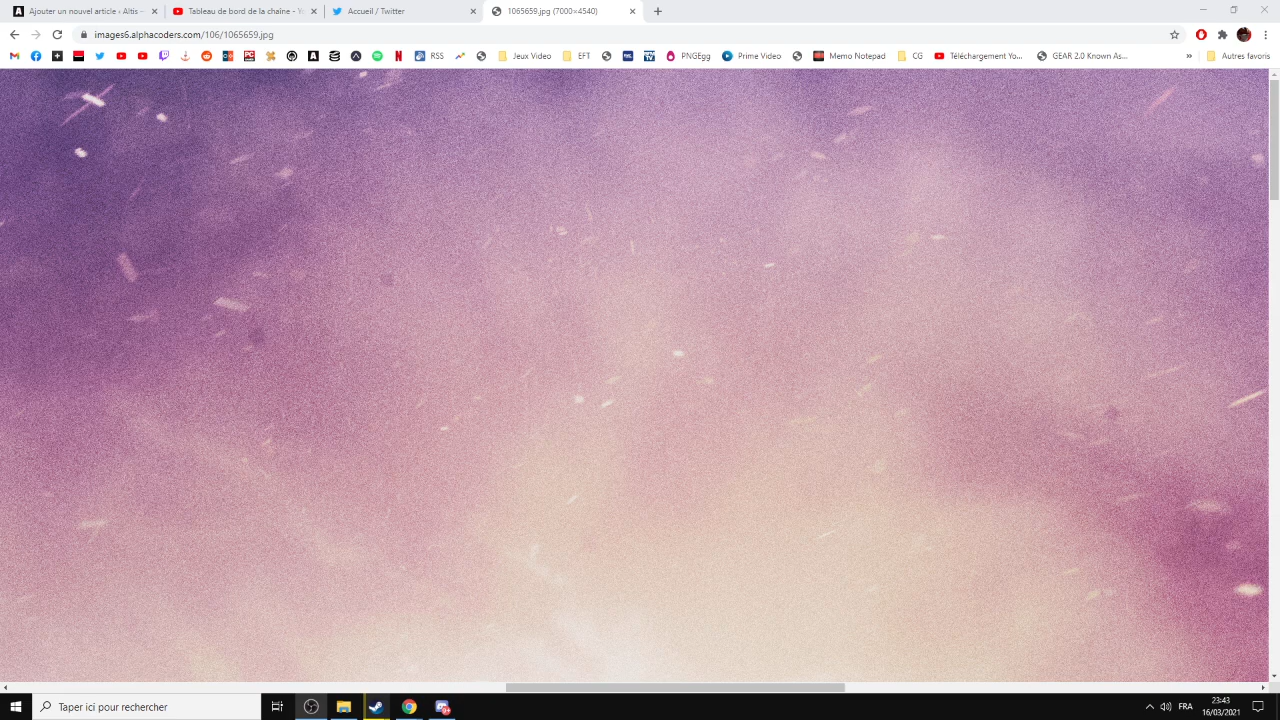 Ajouter un nouvel article ‹ Altis –
Tableau de bord de la chaîne - Yo
Accueil / Twitter
1065659.jpg (7000×4540)
images6.alphacoders.com/106/1065659.jpg
RSS
Jeux Video
EFT
PNGEgg
Prime Video
Memo Notepad
CG
Téléchargement Yo...
GEAR 2.0 Known As...
»
Autres favoris
Taper ici pour rechercher
FRA
23:43
16/03/2021